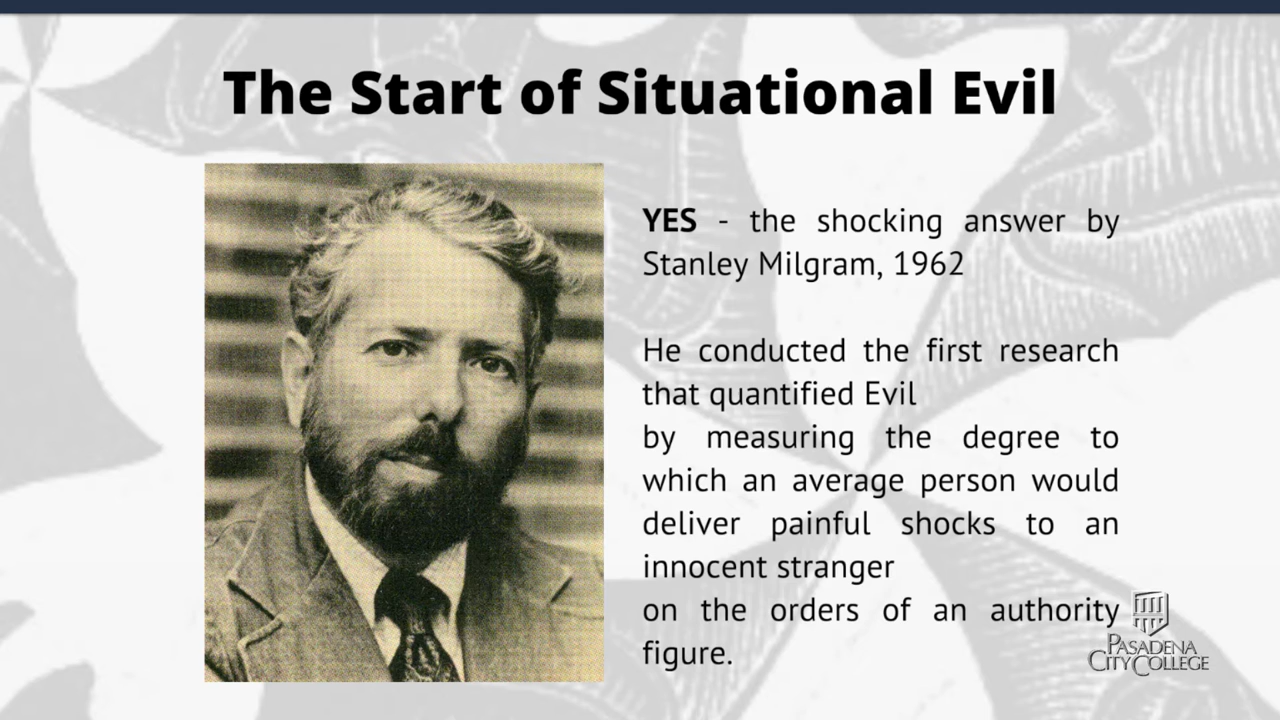 The Start of Situational Evil
YES - the shocking answer by
Stanley Milgram, 1962
He conducted the first research
that quantified Evil
by measuring the degree to
which an average person would
deliver painful shocks to an
innocent stranger
on the orders of an authority
figure.
PASADENA
CITY COLLEGE